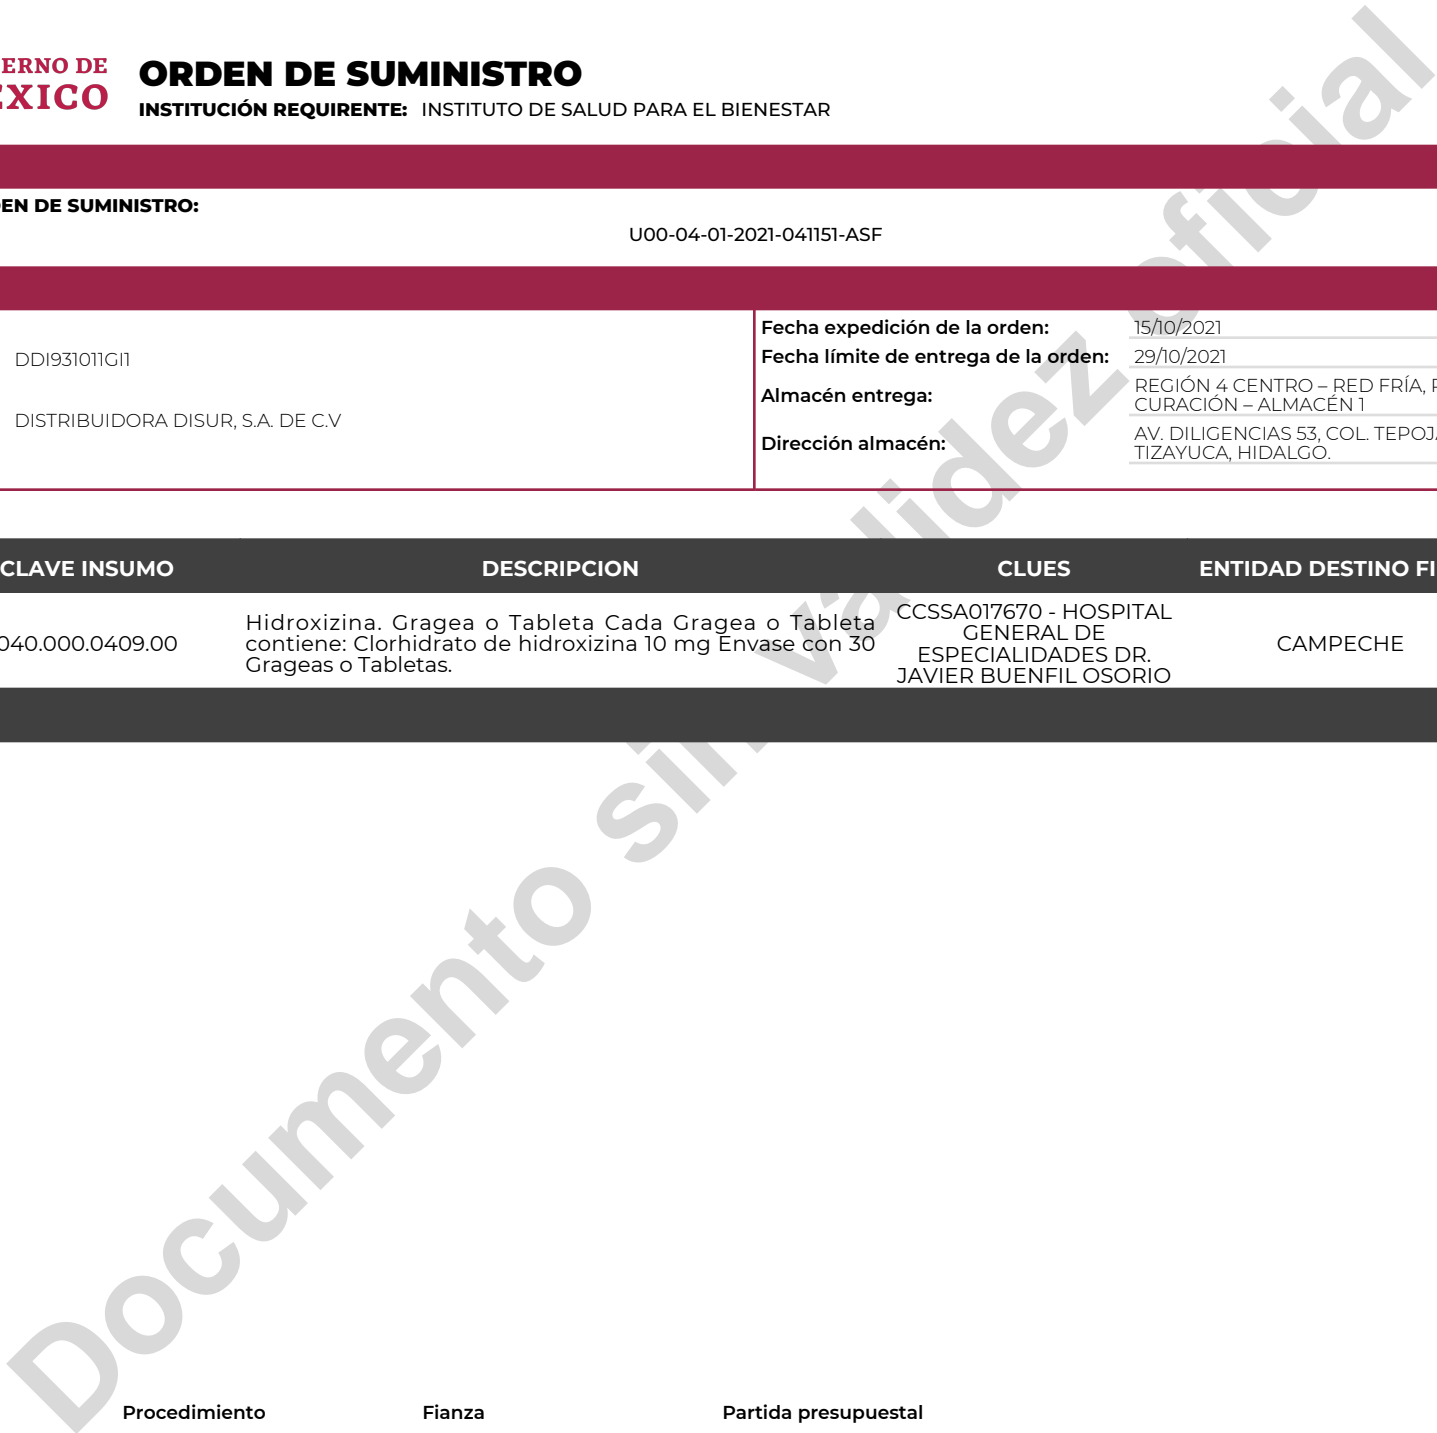 ERNO DE
EXICO
ORDEN DE SUMINISTRO
INSTITUCIÓN REQUIRENTE: INSTITUTO DE SALUD PARA EL BIENESTAR
EN DE SUMINISTRO:
U00-04-01-2021-041151-ASF
DDI931011GI1
DISTRIBUIDORA DISUR, S.A. DE C.V
Fecha expedición de la orden: 15/10/2021
Fecha límite de entrega de la orden: 29/10/2021
Almacén entrega: REGIÓN 4 CENTRO – RED FRÍA,
CURACIÓN – ALMACÉN 1
Dirección almacén: AV. DILIGENCIAS 53, COL. TEPOJ
TIZAYUCA, HIDALGO.
CLAVE INSUMO DESCRIPCION CLUES ENTIDAD DESTINO FI
040.000.0409.00
Hidroxizina. Gragea o Tableta Cada Gragea o Tableta
contiene: Clorhidrato de hidroxizina 10 mg Envase con 30
Grageas o Tabletas.
CCSSA017670 - HOSPITAL
GENERAL DE
ESPECIALIDADES DR.
JAVIER BUENFIL OSORIO
CAMPECHE
Documento sin validez oficial
Procedimiento Fianza Partida presupuestal